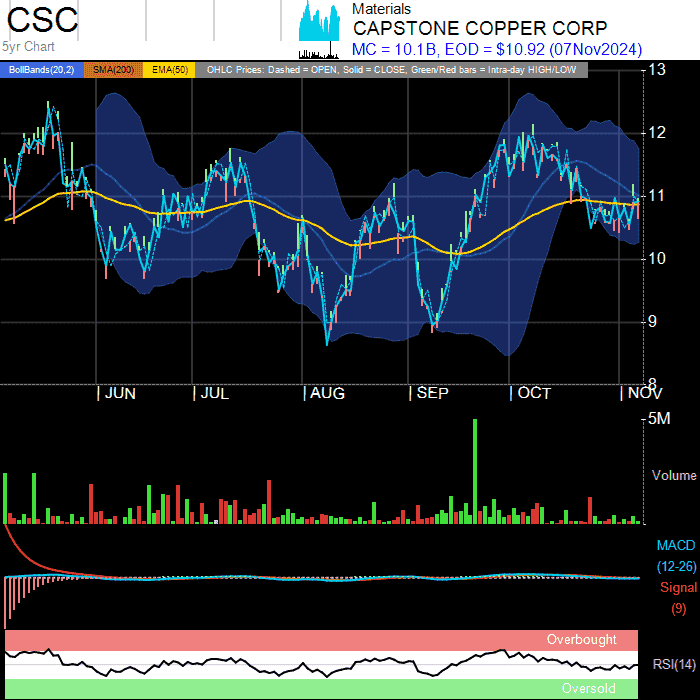 CSC
5yr Chart
Materials
CAPSTONE COPPER CORP
MC = 10.1B, EOD = $10.92 (07Nov2024)
BollBands(20,2) SMA(200) EMA(50) OHLC Prices: Dashed = OPEN, Solid = CLOSE, Green/Red bars = Intra-day HIGH/LOW
13
12
11
10
9
8
| JUN | JUL | AUG | SEP | OCT | NOV
5M
Volume
MACD
(12-26)
Signal
(9)
Overbought
RSI(14)
Oversold